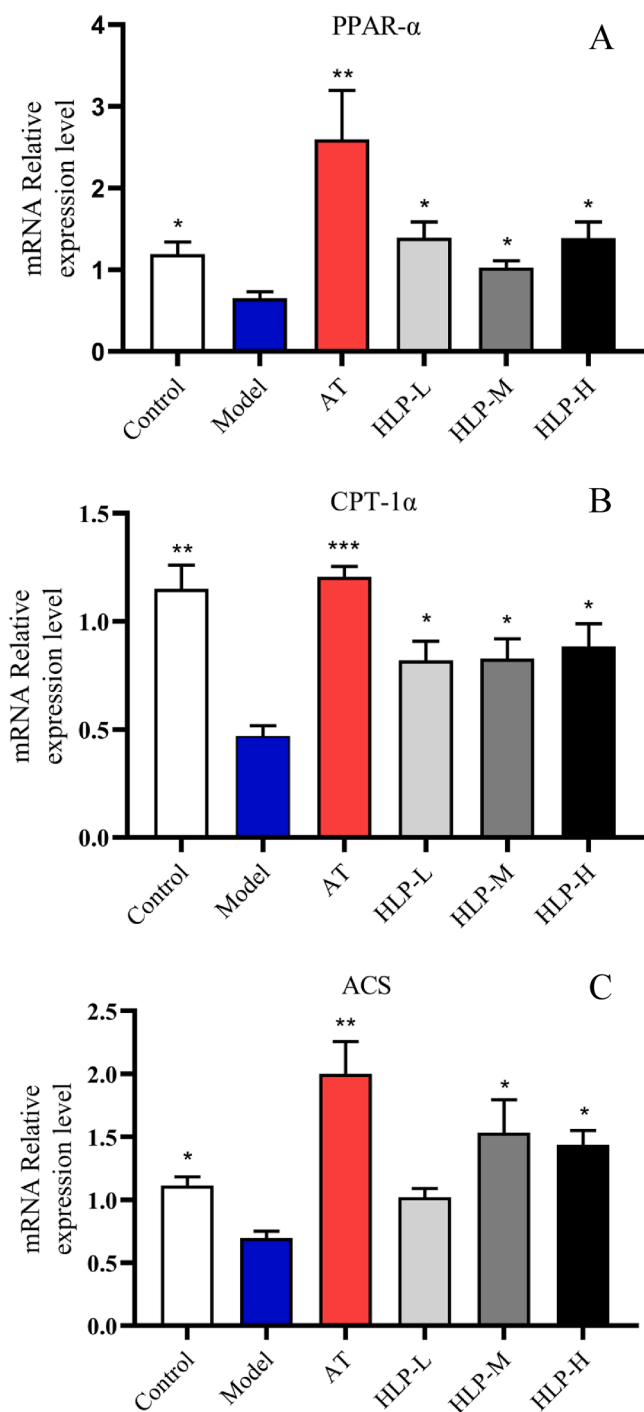 PPAR-α
A
mRNA Relative
expression level
4
3
2
1
0
*
**
*
*
*
Control
Model
AT
HLP-L
HLP-M
HLP-H
CPT-1α
B
mRNA Relative
expression level
1.5
1.0
0.5
0.0
**
***
*
*
*
Control
Model
AT
HLP-L
HLP-M
HLP-H
ACS
C
mRNA Relative
expression level
2.5
2.0
1.5
1.0
0.5
0.0
*
**
*
*
Control
Model
AT
HLP-L
HLP-M
HLP-H